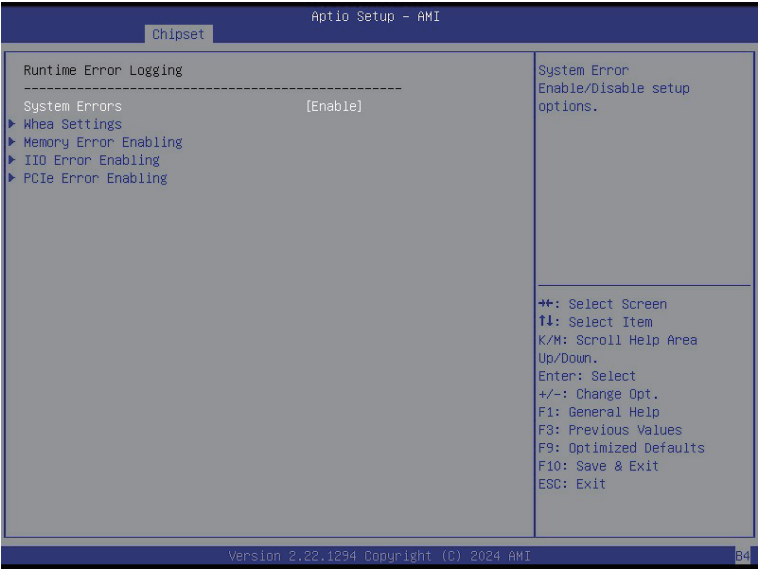 Aptio Setup – AMI
Chipset
Runtime Error Logging
--------------------------------------------------
System Errors [Enable]
Whea Settings
Memory Error Enabling
IIO Error Enabling
PCIe Error Enabling
System Error
Enable/Disable setup
options.
→←: Select Screen
↑↓: Select Item
K/M: Scroll Help Area
Up/Down.
Enter: Select
+/-: Change Opt.
F1: General Help
F3: Previous Values
F9: Optimized Defaults
F10: Save & Exit
ESC: Exit
Version 2.22.1294 Copyright (C) 2024 AMI
B4